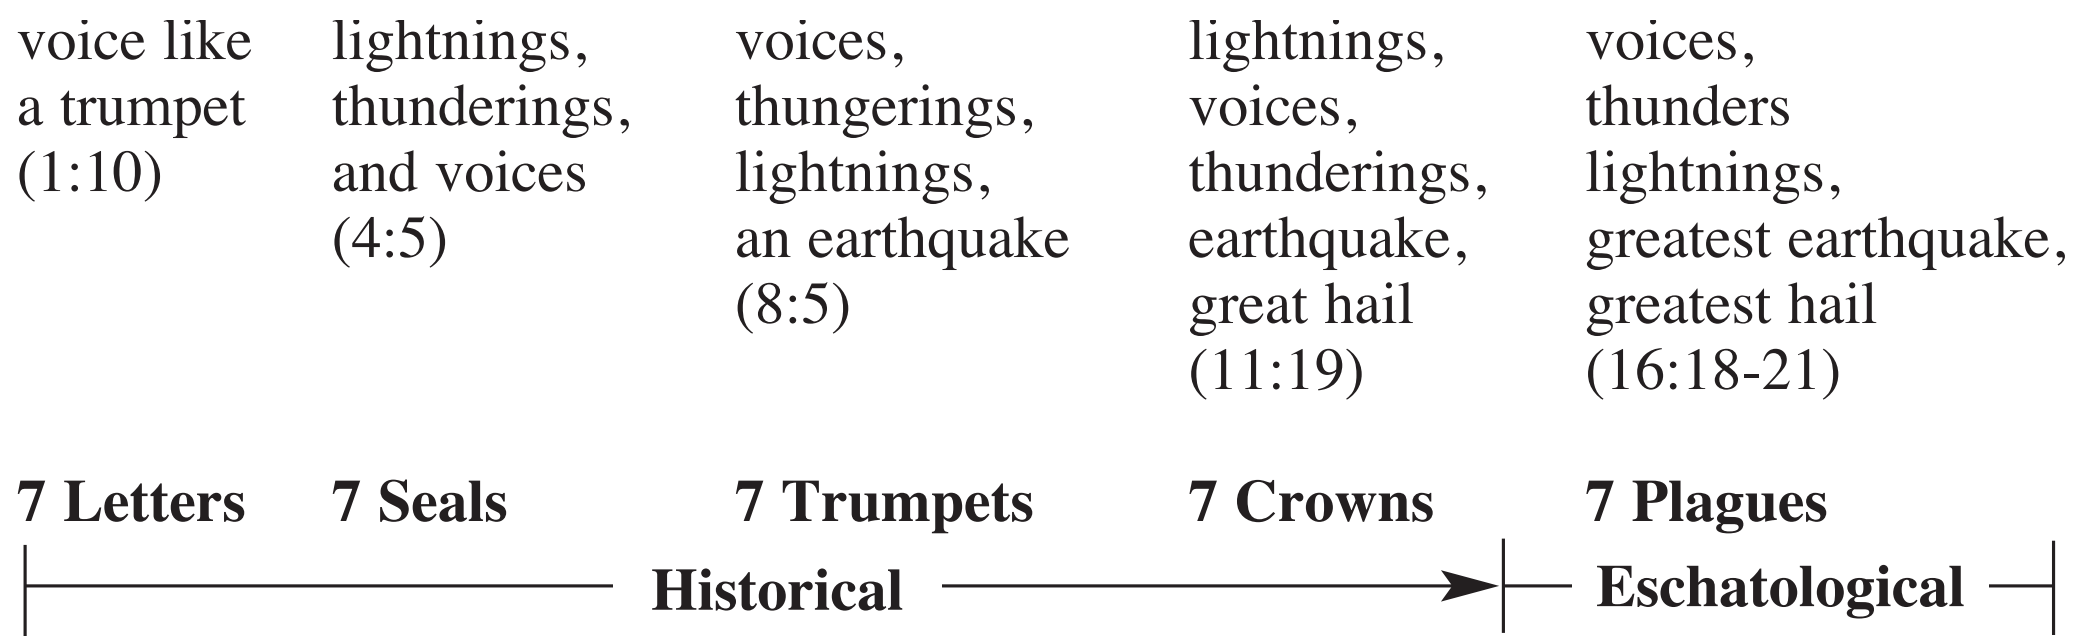 voice like
a trumpet
(1:10)
lightnings,
thunderings,
and voices
(4:5)
voices,
thungerings,
lightnings,
an earthquake
(8:5)
lightnings,
voices,
thunderings,
earthquake,
great hail
(11:19)
voices,
thunders
lightnings,
greatest earthquake,
greatest hail
(16:18-21)
7 Letters
7 Seals
7 Trumpets
7 Crowns
7 Plagues
Historical
Eschatological